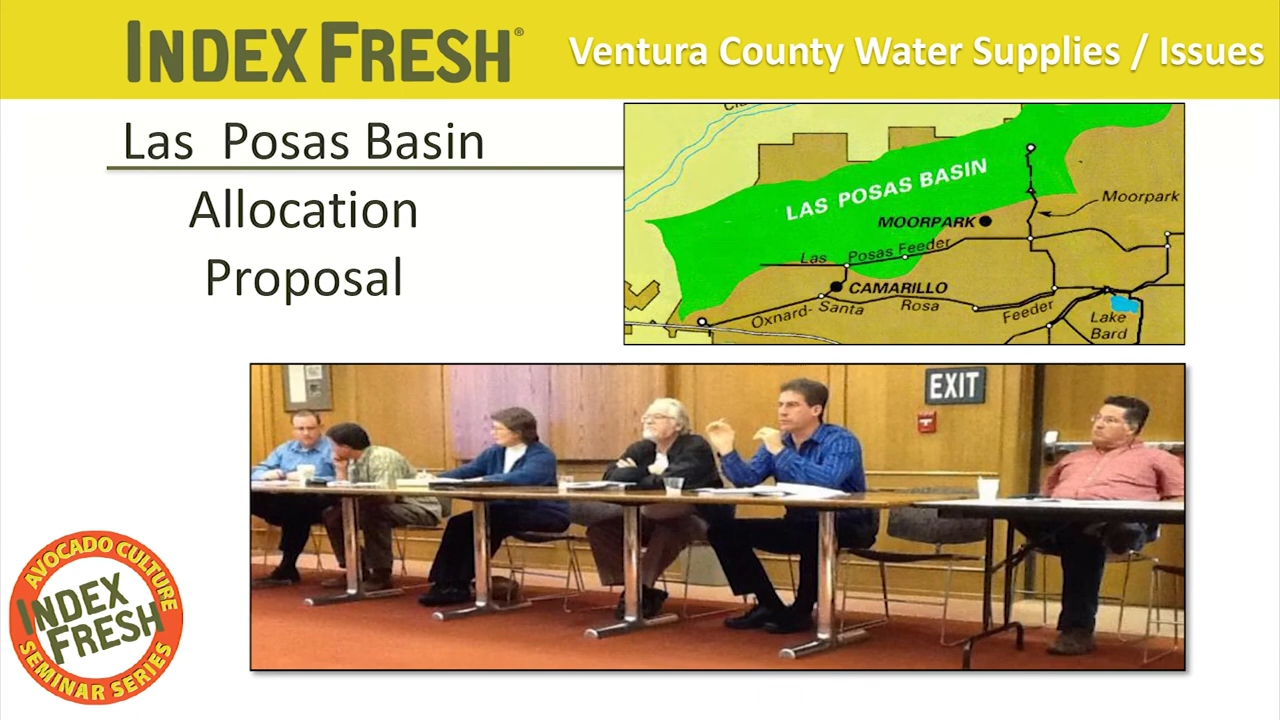 INDEX FRESH®
Ventura County Water Supplies / Issues
Las Posas Basin
Allocation
Proposal
LAS POSAS BASIN
Moorpark
MOORPARK
Las Posas Feeder
CAMARILLO
Oxnard- Santa Rosa Feeder
Lake
Bard
EXIT
AVOCADO CULTURE
INDEX
FRESH
SEMINAR SERIES